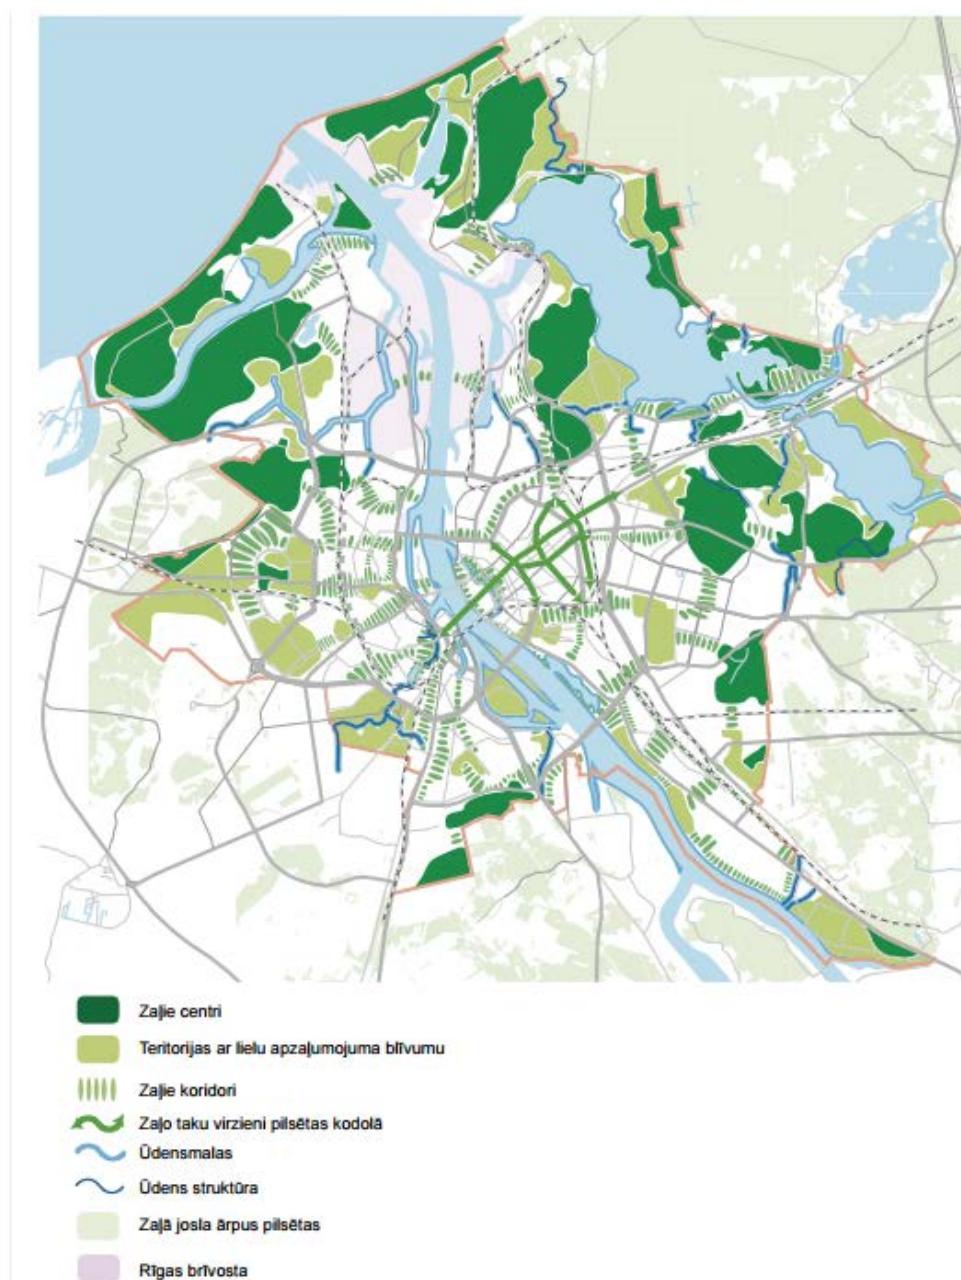 Zaļie centri
Teritorijas ar lielu apzaļumojuma blīvumu
Zaļie koridori
Zaļo taku virzieni pilsētas kodolā
Ūdensmalas
Ūdens struktūra
Zaļā josla ārpus pilsētas
Rīgas brīvosta